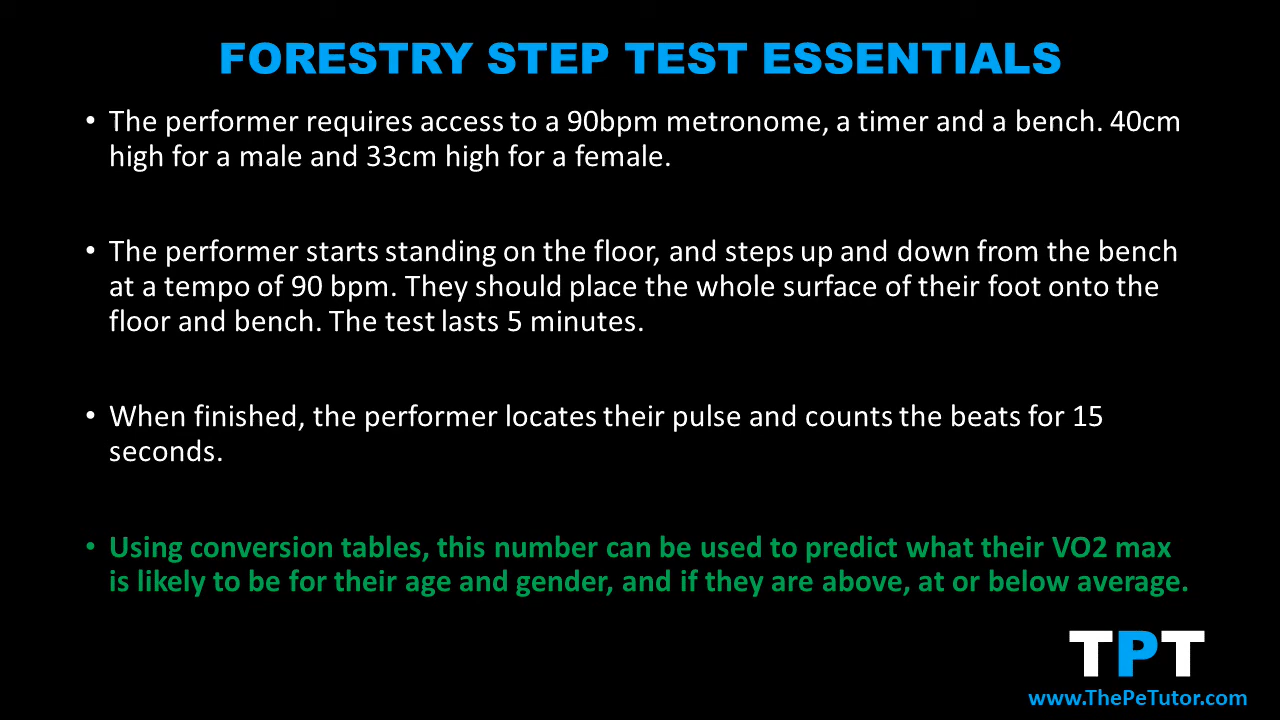 FORESTRY STEP TEST ESSENTIALS
• The performer requires access to a 90bpm metronome, a timer and a bench. 40cm
high for a male and 33cm high for a female.
• The performer starts standing on the floor, and steps up and down from the bench
at a tempo of 90 bpm. They should place the whole surface of their foot onto the
floor and bench. The test lasts 5 minutes.
• When finished, the performer locates their pulse and counts the beats for 15
seconds.
• Using conversion tables, this number can be used to predict what their VO2 max
is likely to be for their age and gender, and if they are above, at or below average.
TPT
www.ThePeTutor.com